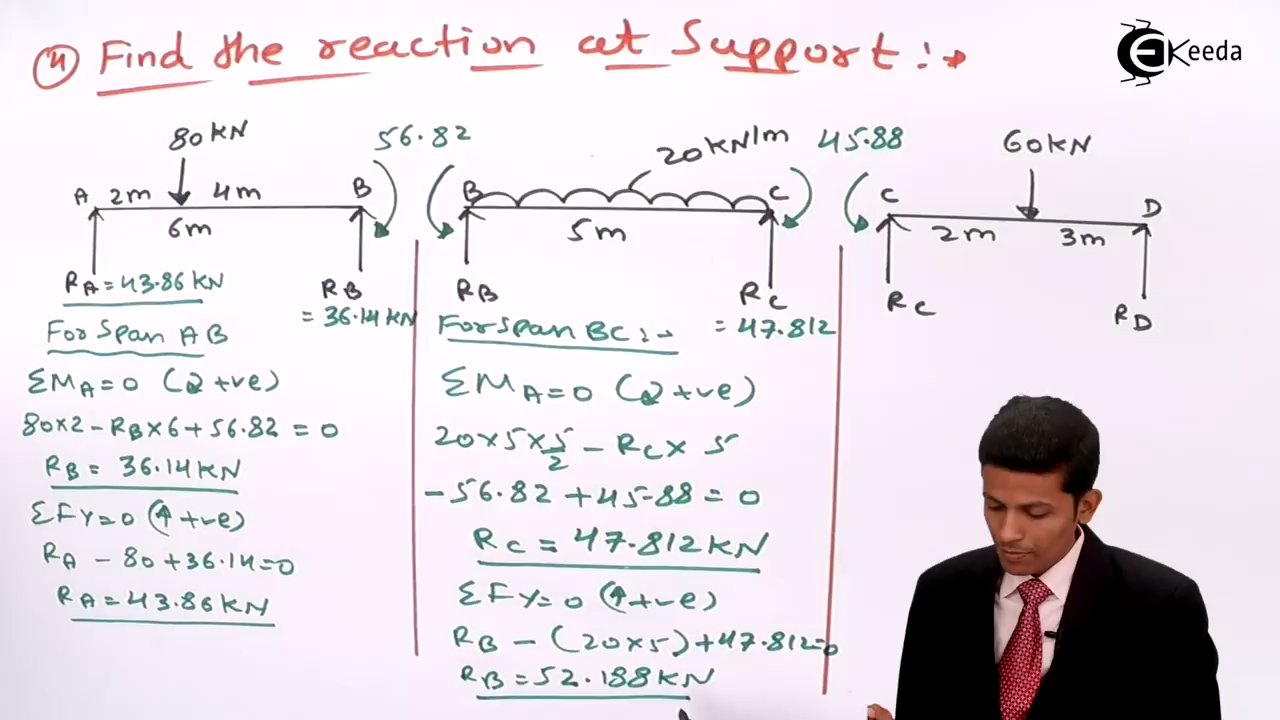 ④ Find the reaction at Support :→
EKeeda
80 KN
A 2m 4m B
6m
RA = 43.86 KN
RB
= 36.14 KN
For Span AB
ΣMA=0 (↻ +ve)
80×2 - RB×6 + 56.82 = 0
RB = 36.14 KN
ΣFY=0 (↑ +ve)
RA - 80 + 36.14=0
RA = 43.86 KN
56.82
20 KN/m
B C
5m
RB
RC
= 47.812
For Span BC :→
ΣMA=0 (↻ +ve)
20×5×5/2 - RC× 5
-56.82 + 45.88 = 0
RC = 47.812 KN
ΣFY=0 (↑+ve)
RB - (20×5) + 47.812=0
RB = 52.188 KN
45.88
60KN
C D
2m 3m
RC
RD